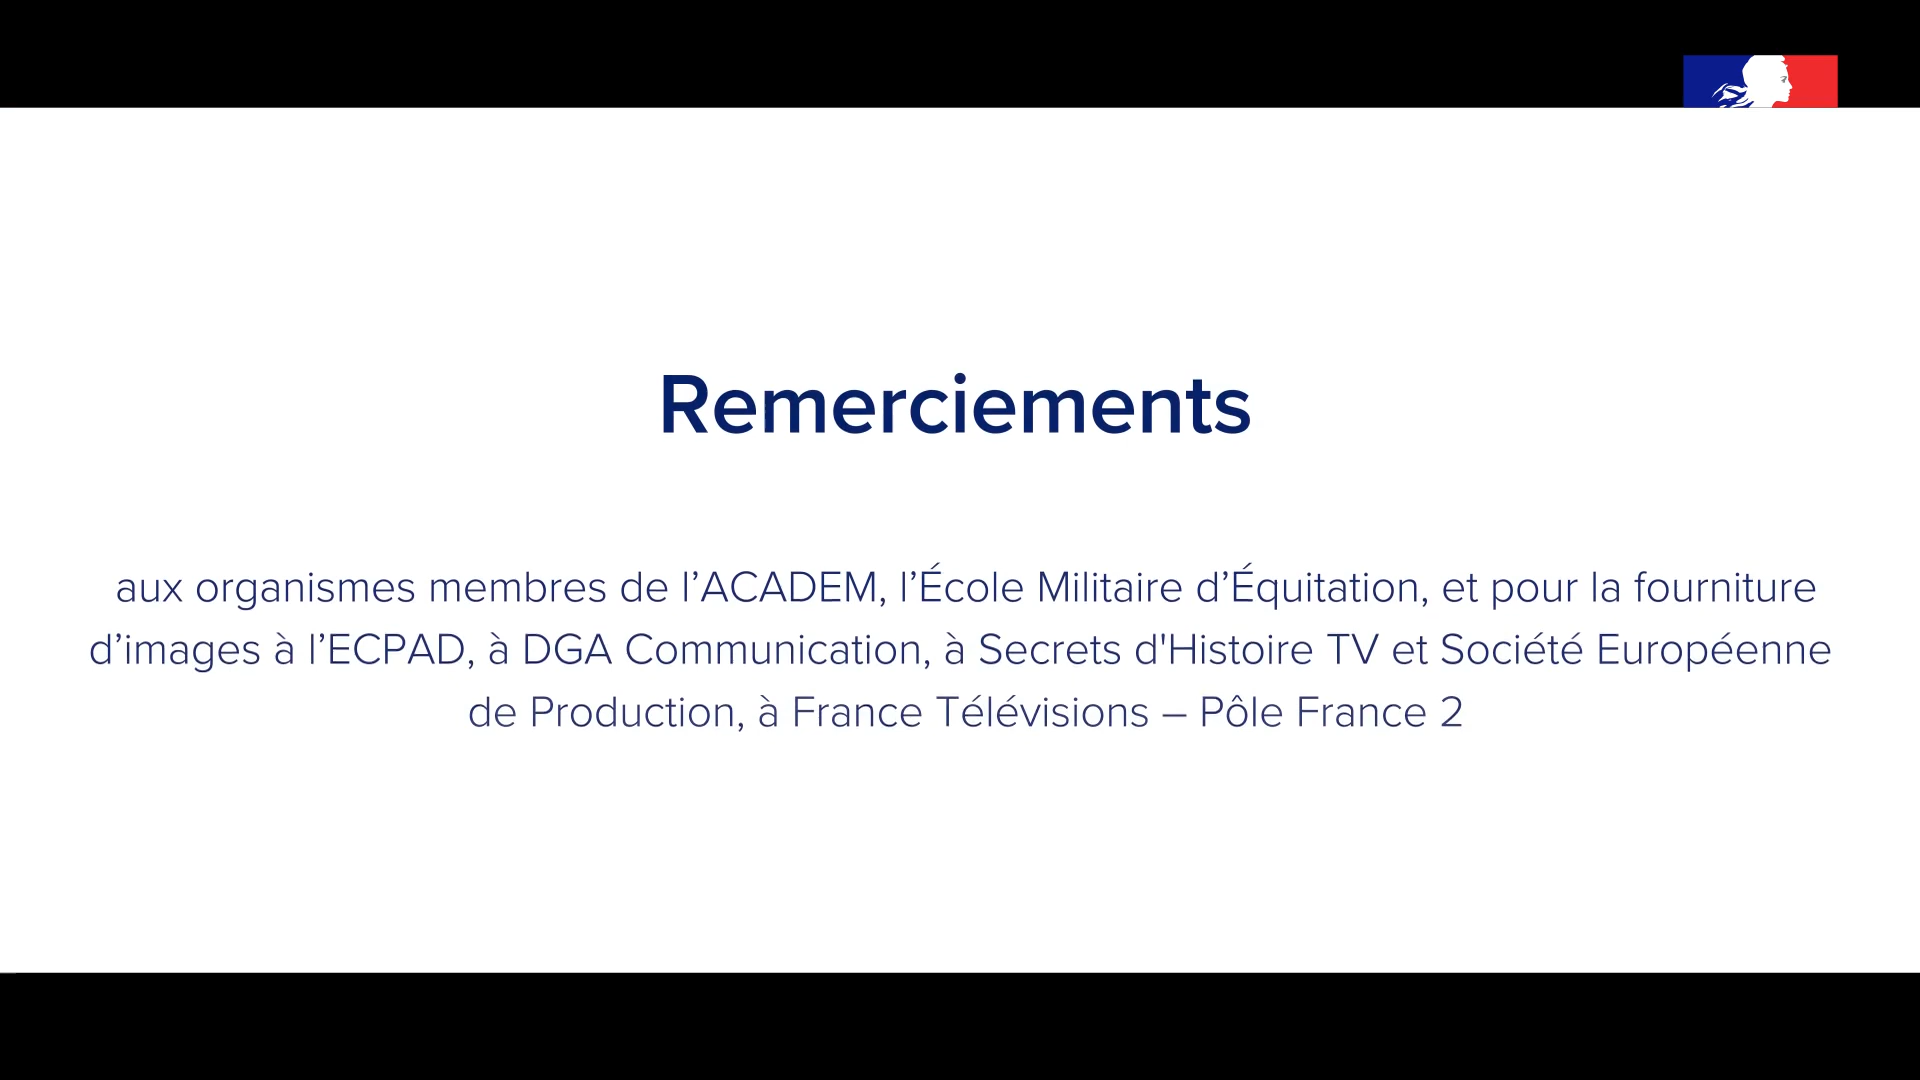 Remerciements
aux organismes membres de l’ACADEM, l’École Militaire d’Équitation, et pour la fourniture
d’images à l’ECPAD, à DGA Communication, à Secrets d'Histoire TV et Société Européenne
de Production, à France Télévisions – Pôle France 2